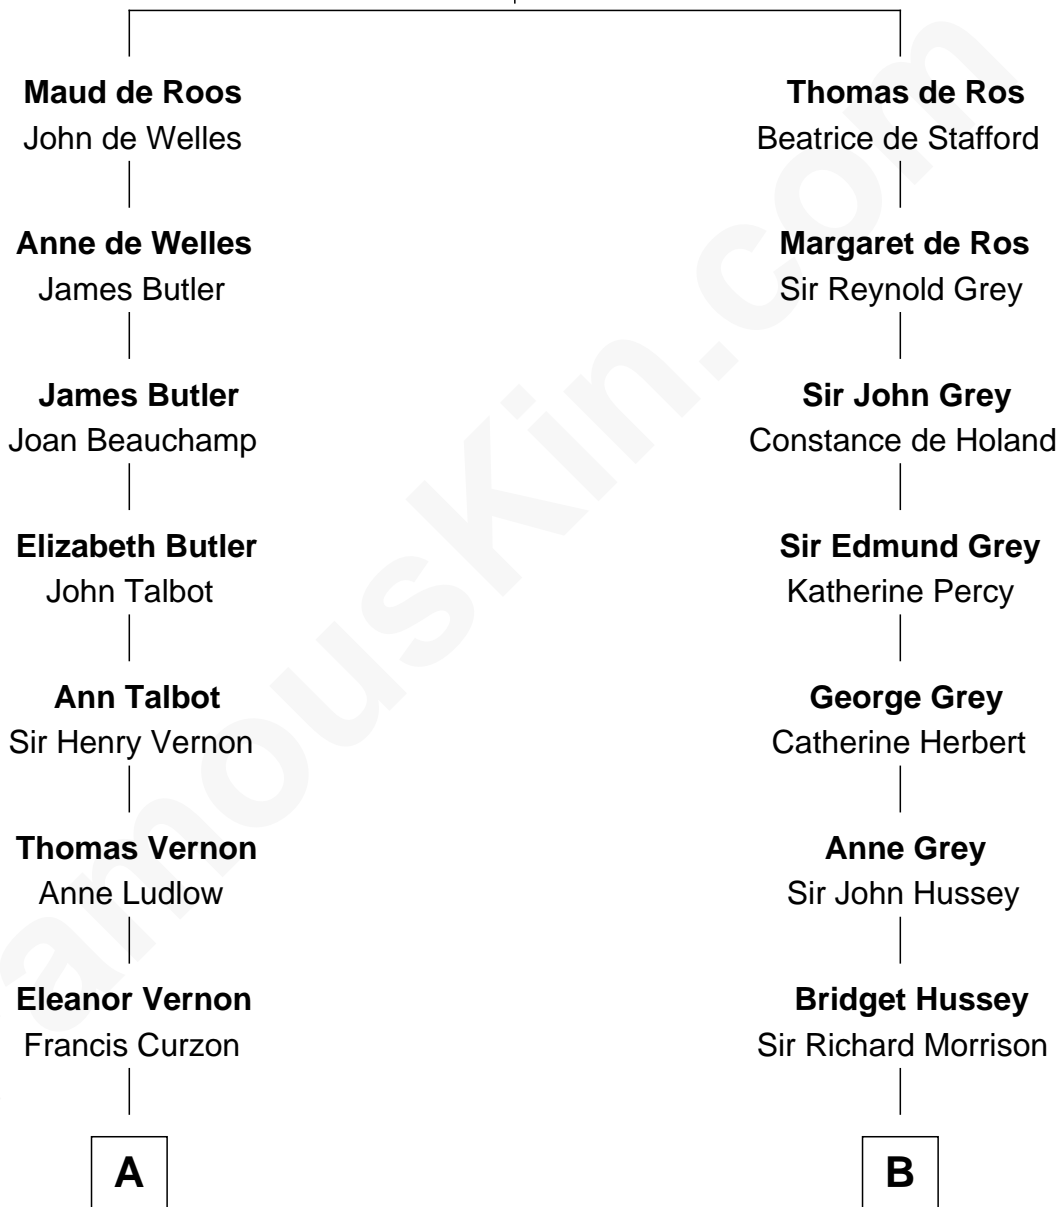 Maud de Roos
John de Welles
Thomas de Ros
Beatrice de Stafford
Anne de Welles
James Butler
Margaret de Ros
Sir Reynold Grey
James Butler
Joan Beauchamp
Sir John Grey
Constance de Holand
Elizabeth Butler
John Talbot
Sir Edmund Grey
Katherine Percy
Ann Talbot
Sir Henry Vernon
George Grey
Catherine Herbert
Thomas Vernon
Anne Ludlow
Anne Grey
Sir John Hussey
Eleanor Vernon
Francis Curzon
Bridget Hussey
Sir Richard Morrison
A
B
amouskin.com